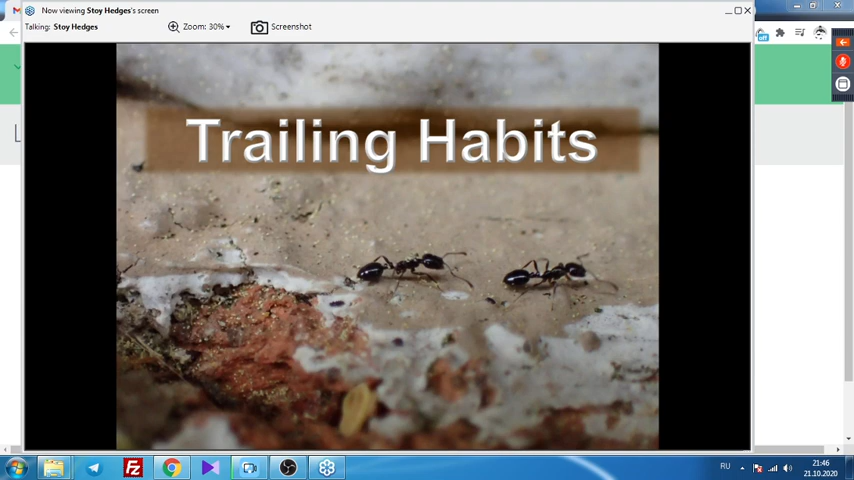 Now viewing Stoy Hedges's screen
Talking: Stoy Hedges
Zoom: 30%
Screenshot
off
Trailing Habits
L
RU
21:46
21.10.2020